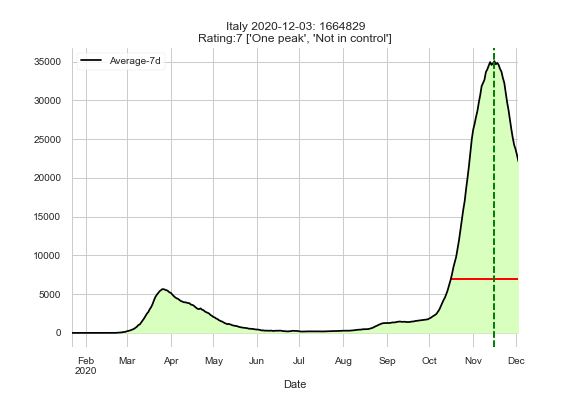 Italy 2020-12-03: 1664829
Rating:7 ['One peak', 'Not in control']
Average-7d
35000
30000
25000
20000
15000
10000
5000
0
Feb Mar Apr May Jun Jul Aug Sep Oct Nov Dec
2020
Date